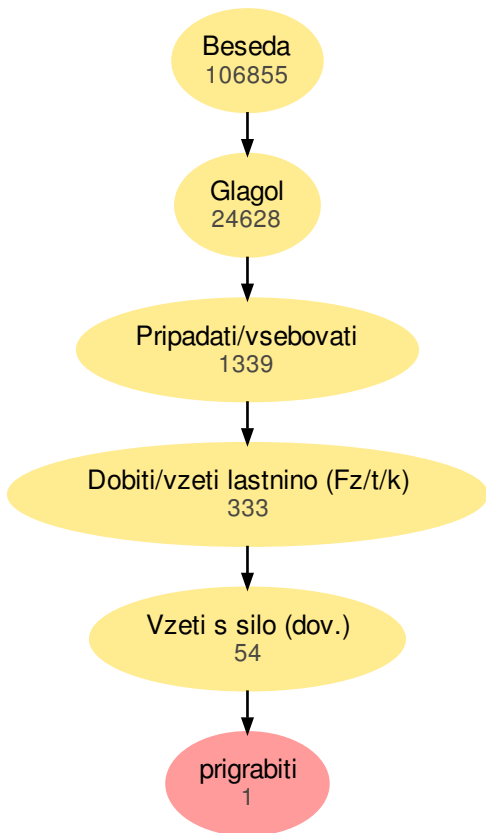 Beseda
106855
Glagol
24628
Pripadati/vsebovati
1339
Dobiti/vzeti lastnino (Fz/t/k)
333
Vzeti s silo (dov.)
54
prigrabiti
1